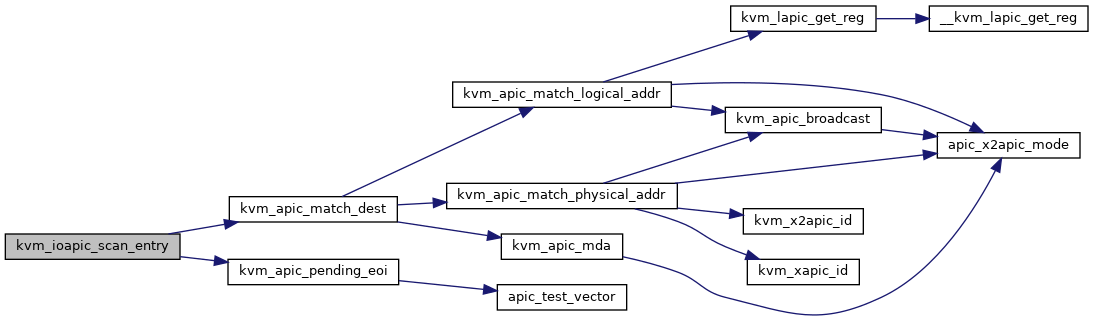 kvm_lapic_get_reg
__kvm_lapic_get_reg
kvm_apic_match_logical_addr
kvm_apic_broadcast
apic_x2apic_mode
kvm_apic_match_physical_addr
kvm_apic_match_dest
kvm_x2apic_id
kvm_ioapic_scan_entry
kvm_apic_mda
kvm_apic_pending_eoi
kvm_xapic_id
apic_test_vector